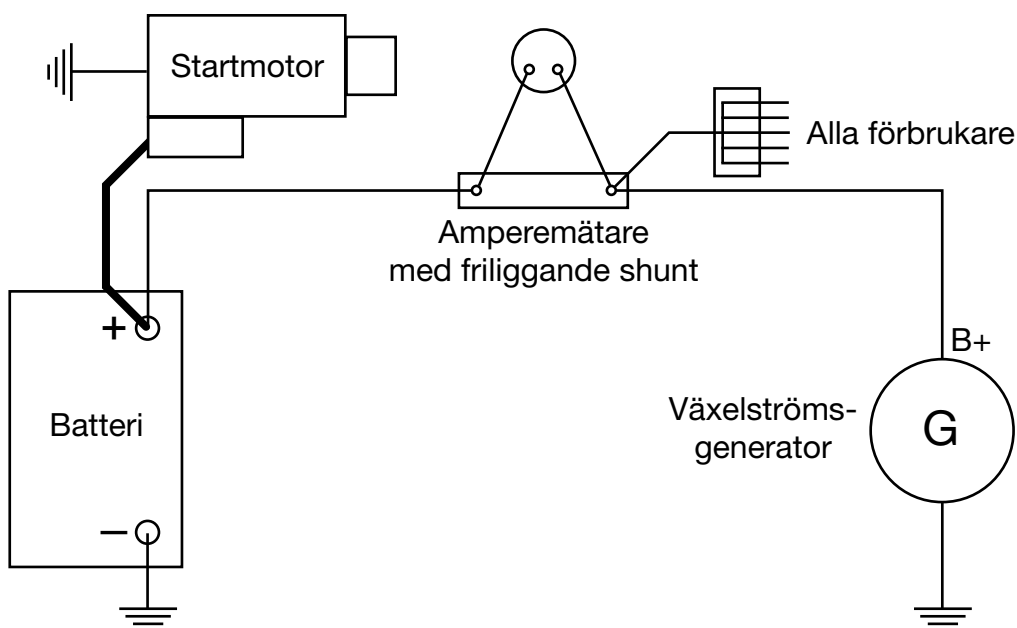 Startmotor
Alla förbrukare
Amperemätare
med friliggande shunt
+
B+
Batteri
Växelströms-
generator
G
−